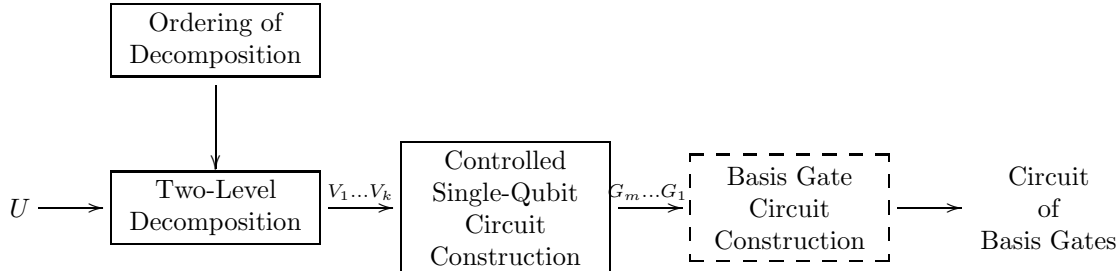 Ordering of
Decomposition
U
Two-Level
Decomposition
V₁...Vₖ
Controlled
Single-Qubit
Circuit
Construction
Gₘ...G₁
Basis Gate
Circuit
Construction
Circuit
of
Basis Gates